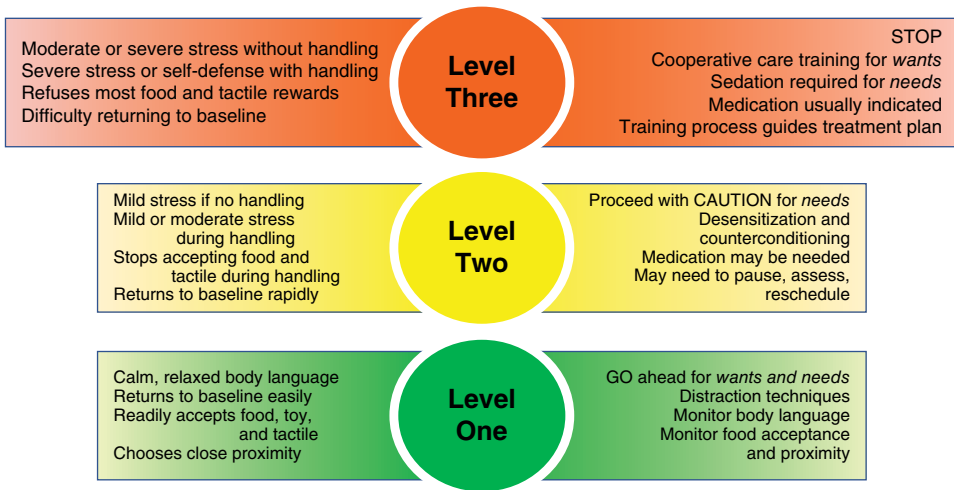 Moderate or severe stress without handling
Severe stress or self-defense with handling
Refuses most food and tactile rewards
Difficulty returning to baseline
Level
Three
STOP
Cooperative care training for wants
Sedation required for needs
Medication usually indicated
Training process guides treatment plan
Mild stress if no handling
Mild or moderate stress
during handling
Stops accepting food and
tactile during handling
Returns to baseline rapidly
Level
Two
Proceed with CAUTION for needs
Desensitization and
counterconditioning
Medication may be needed
May need to pause, assess,
reschedule
Calm, relaxed body language
Returns to baseline easily
Readily accepts food, toy,
and tactile
Chooses close proximity
Level
One
GO ahead for wants and needs
Distraction techniques
Monitor body language
Monitor food acceptance
and proximity